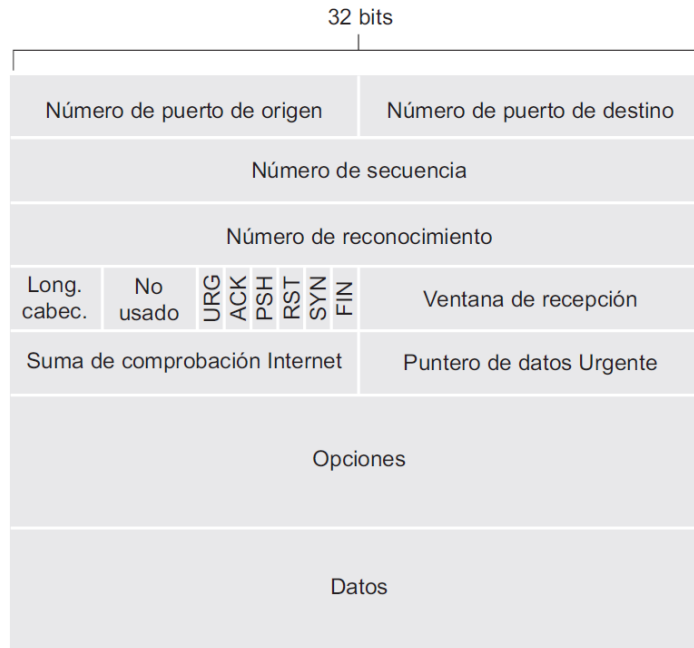 32 bits
Número de puerto de origen
Número de puerto de destino
Número de secuencia
Número de reconocimiento
Long.
cabec.
No
usado
URG
ACK
PSH
RST
SYN
FIN
Ventana de recepción
Suma de comprobación Internet
Puntero de datos Urgente
Opciones
Datos